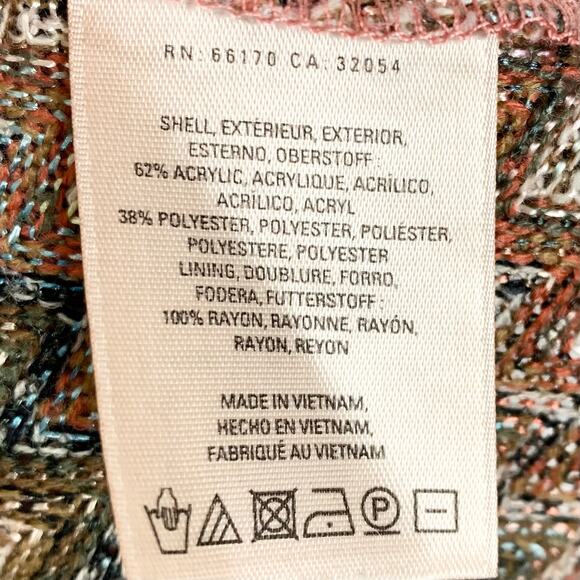 RN: 66170 CA: 32054
SHELL, EXTÉRIEUR, EXTERIOR,
ESTERNO, OBERSTOFF :
62% ACRYLIC, ACRYLIQUE, ACRÍLICO,
ACRILICO, ACRYL
38% POLYESTER, POLYESTER, POLIÉSTER,
POLYESTERE, POLYESTER
LINING, DOUBLURE, FORRO,
FODERA, FUTTERSTOFF :
100% RAYON, RAYONNE, RAYÓN,
RAYON, REYON
MADE IN VIETNAM,
HECHO EN VIETNAM,
FABRIQUÉ AU VIETNAM
P